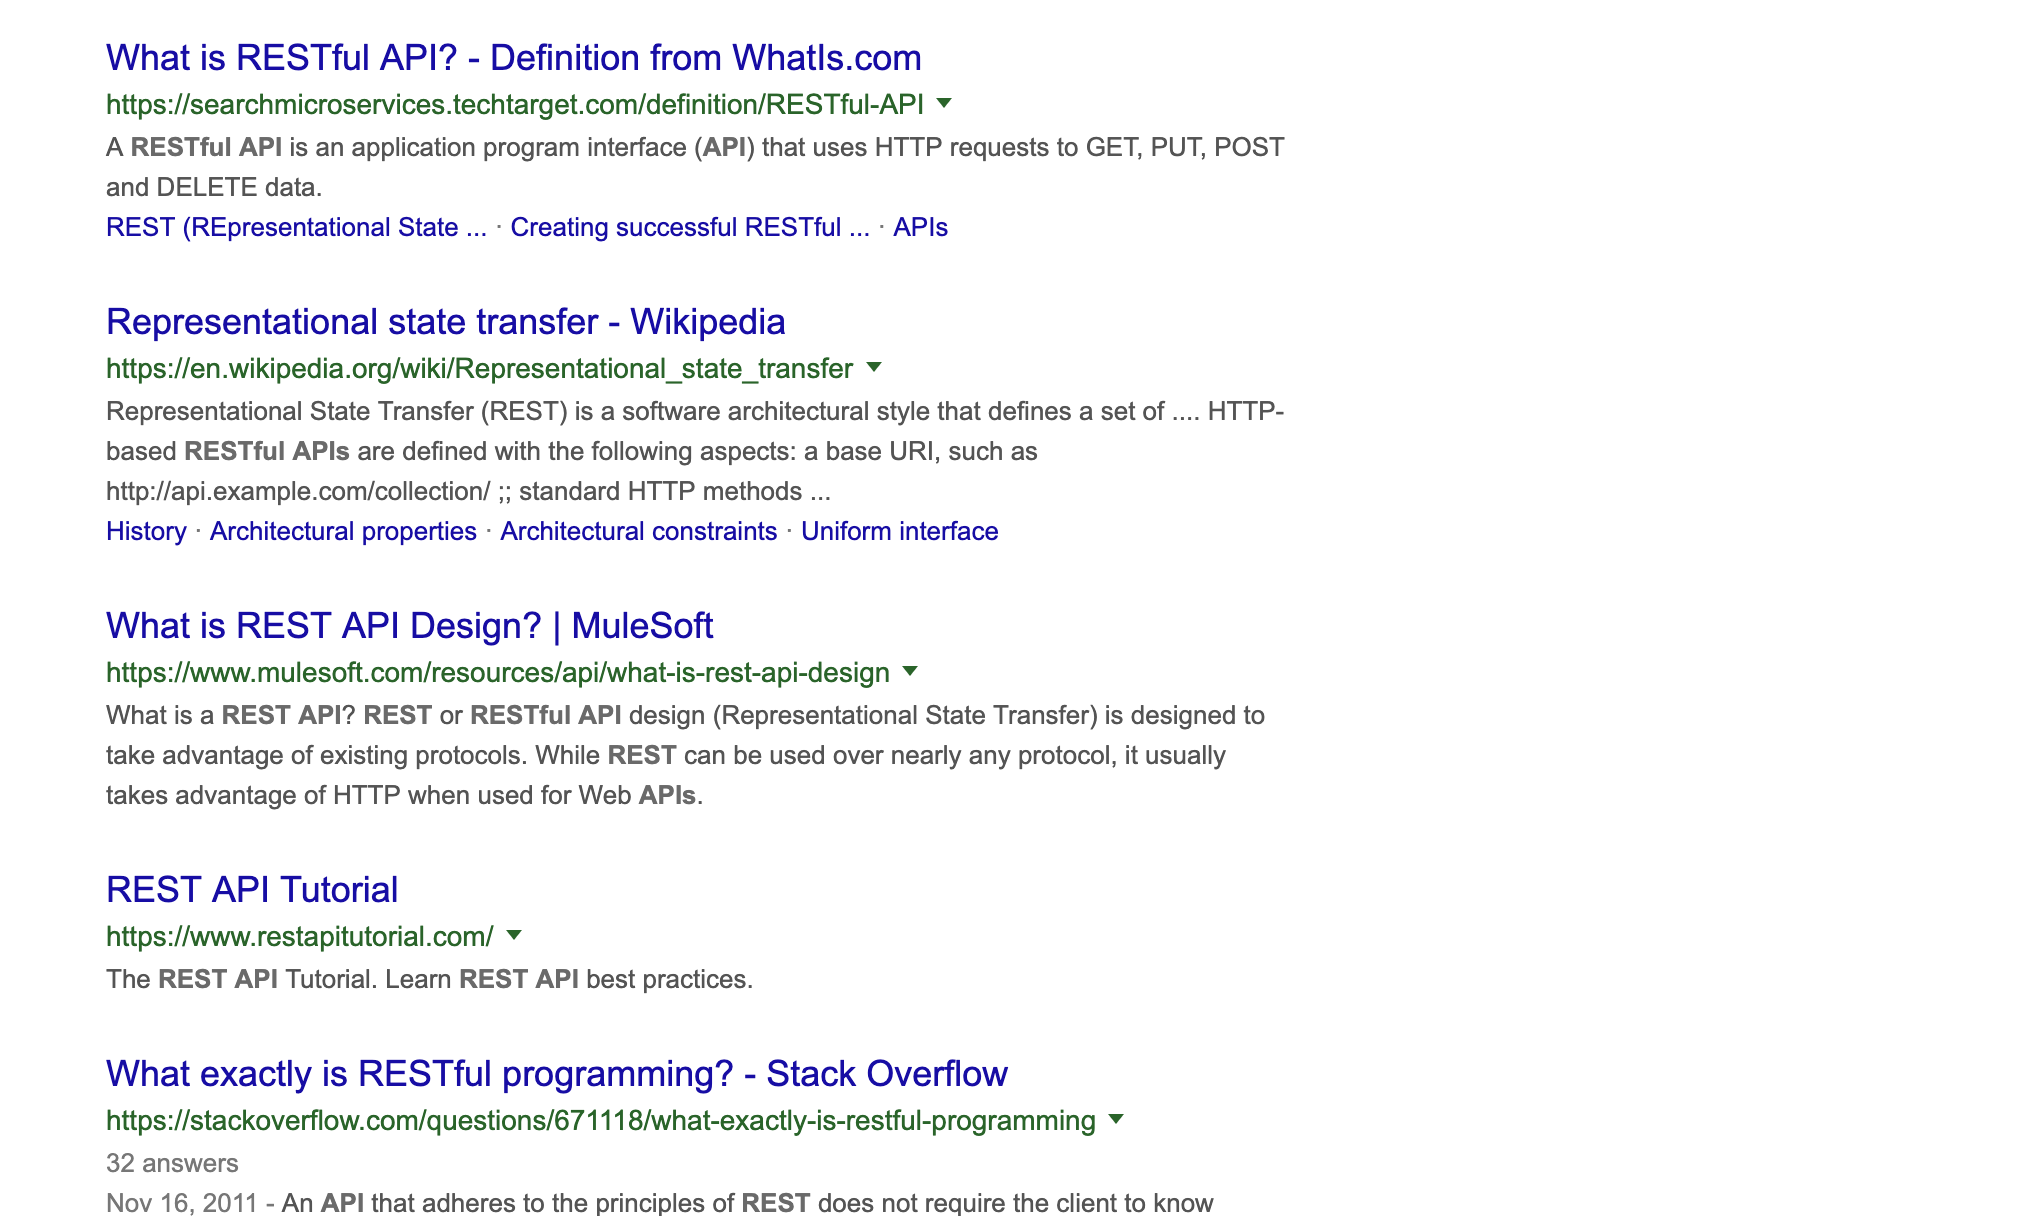 What is RESTful API? - Definition from WhatIs.com
https://searchmicroservices.techtarget.com/definition/RESTful-API
A RESTful API is an application program interface (API) that uses HTTP requests to GET, PUT, POST
and DELETE data.
REST (REpresentational State ... · Creating successful RESTful ... · APIs
Representational state transfer - Wikipedia
https://en.wikipedia.org/wiki/Representational_state_transfer
Representational State Transfer (REST) is a software architectural style that defines a set of .... HTTP-
based RESTful APIs are defined with the following aspects: a base URI, such as
http://api.example.com/collection/ ;; standard HTTP methods ...
History · Architectural properties · Architectural constraints · Uniform interface
What is REST API Design? | MuleSoft
https://www.mulesoft.com/resources/api/what-is-rest-api-design
What is a REST API? REST or RESTful API design (Representational State Transfer) is designed to
take advantage of existing protocols. While REST can be used over nearly any protocol, it usually
takes advantage of HTTP when used for Web APIs.
REST API Tutorial
https://www.restapitutorial.com/
The REST API Tutorial. Learn REST API best practices.
What exactly is RESTful programming? - Stack Overflow
https://stackoverflow.com/questions/671118/what-exactly-is-restful-programming
32 answers
Nov 16, 2011 - An API that adheres to the principles of REST does not require the client to know